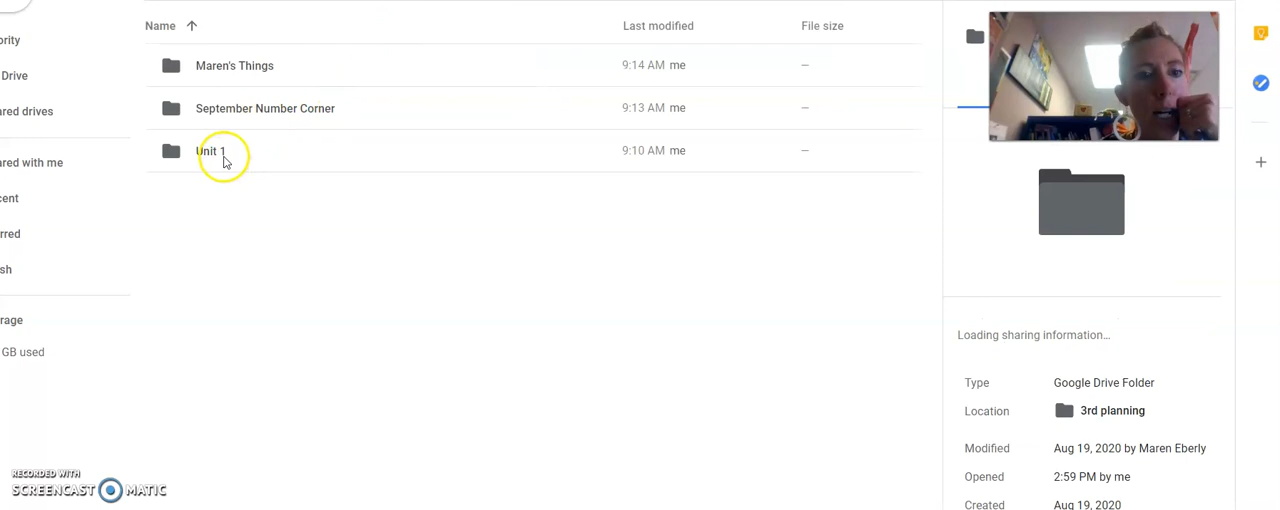 Name
Last modified
File size
ority
Maren's Things
9:14 AM me
–
Drive
September Number Corner
9:13 AM me
–
ared drives
Unit 1
9:10 AM me
–
ared with me
cent
rred
sh
rage
GB used
Loading sharing information...
Type
Google Drive Folder
Location
3rd planning
Modified
Aug 19, 2020 by Maren Eberly
Opened
2:59 PM by me
Created
Aug 19, 2020
RECORDED WITH
SCREENCAST MATIC